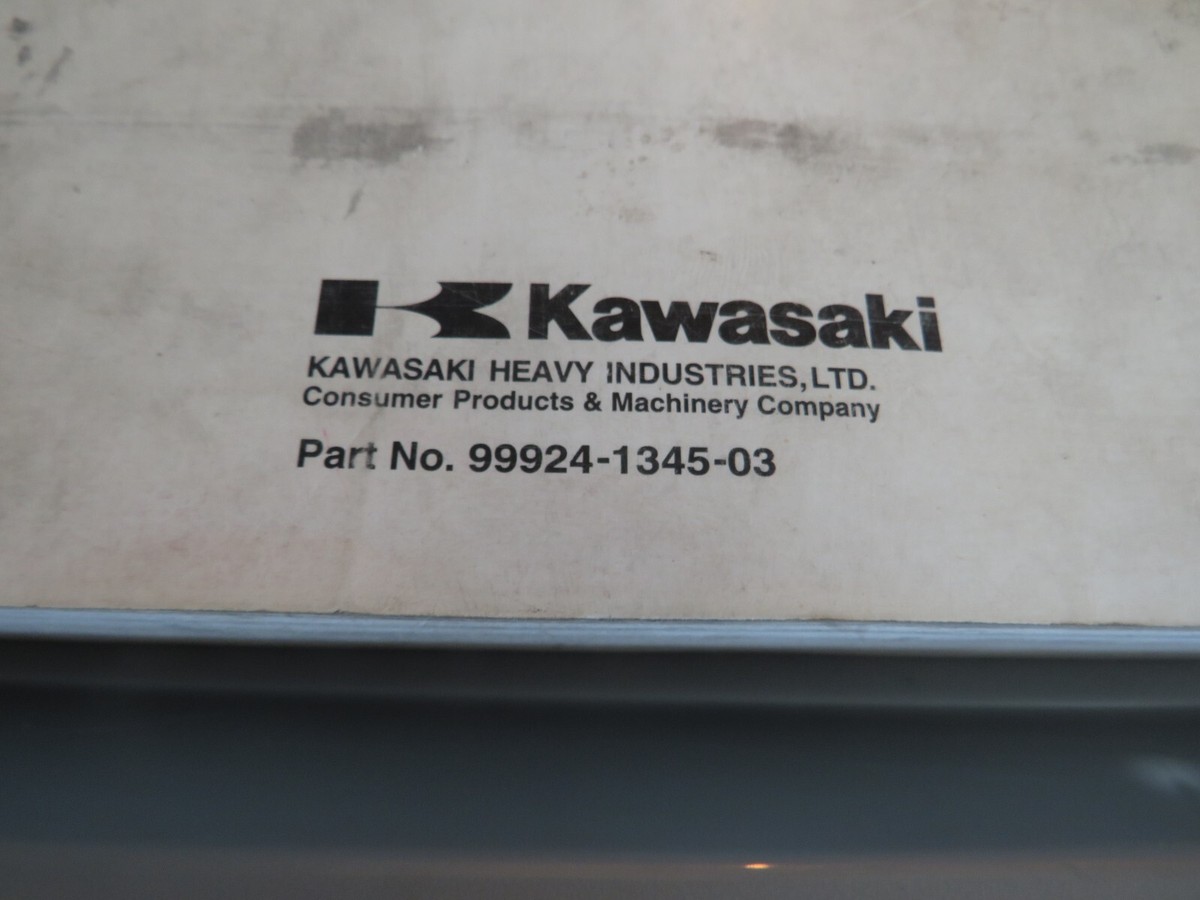 Kawasaki
KAWASAKI HEAVY INDUSTRIES,LTD.
Consumer Products & Machinery Company
Part No. 99924-1345-03